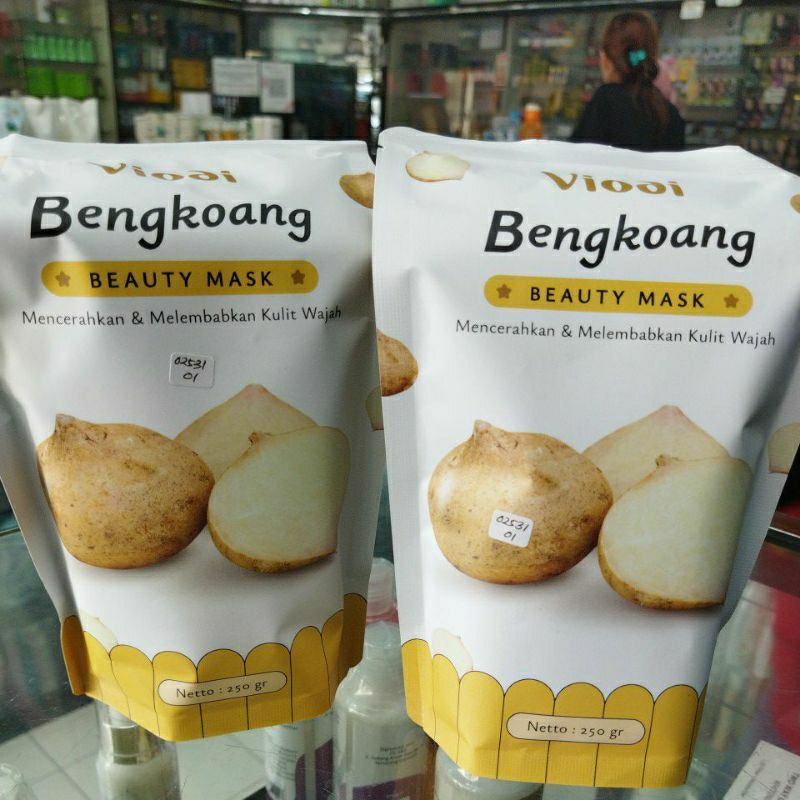 Viodi
Bengkoang
BEAUTY MASK
Mencerahkan & Melembabkan Kulit Wajah
02531
01
Netto : 250 gr
Viodi
Bengkoang
BEAUTY MASK
Mencerahkan & Melembabkan Kulit Wajah
02531
01
Netto : 250 gr